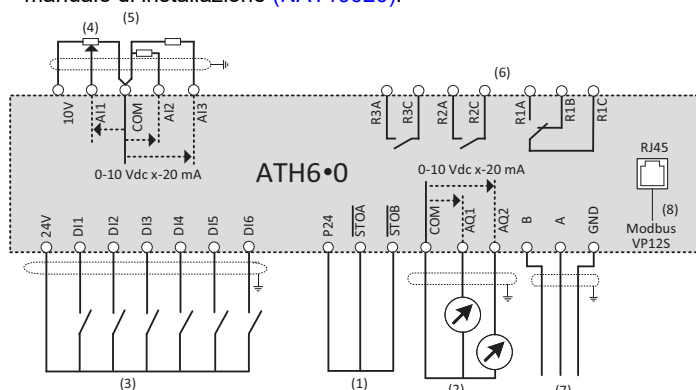 manuale di installazione (NAY40626).
(4)
(5)
(6)
10V
AI1
COM
AI2
AI3
R3A
R3C
R2A
R2C
R1A
R1B
R1C
0-10 Vdc x-20 mA
ATH6•0
0-10 Vdc x-20 mA
RJ45
(8)
Modbus
VP12S
24V
DI1
DI2
DI3
DI4
DI5
DI6
P24
STOA
STOB
COM
AQ1
AQ2
B
A
GND
(3)
(1)
(2)
(7)